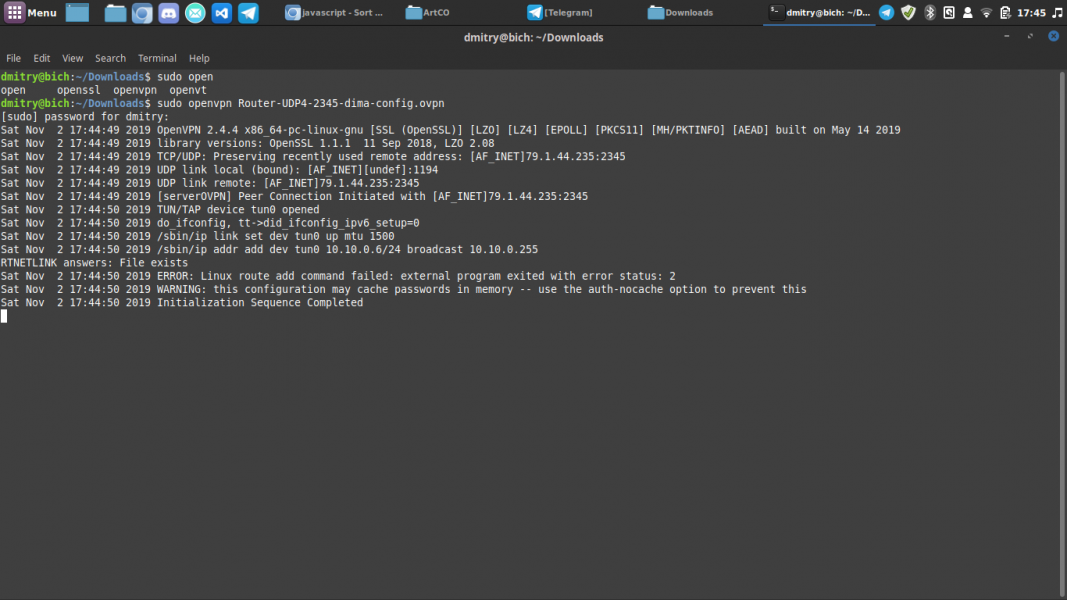 Menu
javascript - Sort ...
ArtCO
[Telegram]
Downloads
dmitry@bich: ~/D...
17:45
dmitry@bich: ~/Downloads
File Edit View Search Terminal Help
dmitry@bich:~/Downloads$ sudo open
open     openssl  openvpn  openvt
dmitry@bich:~/Downloads$ sudo openvpn Router-UDP4-2345-dima-config.ovpn
[sudo] password for dmitry:
Sat Nov  2 17:44:49 2019 OpenVPN 2.4.4 x86_64-pc-linux-gnu [SSL (OpenSSL)] [LZO] [LZ4] [EPOLL] [PKCS11] [MH/PKTINFO] [AEAD] built on May 14 2019
Sat Nov  2 17:44:49 2019 library versions: OpenSSL 1.1.1  11 Sep 2018, LZO 2.08
Sat Nov  2 17:44:49 2019 TCP/UDP: Preserving recently used remote address: [AF_INET]79.1.44.235:2345
Sat Nov  2 17:44:49 2019 UDP link local (bound): [AF_INET][undef]:1194
Sat Nov  2 17:44:49 2019 UDP link remote: [AF_INET]79.1.44.235:2345
Sat Nov  2 17:44:49 2019 [serverOVPN] Peer Connection Initiated with [AF_INET]79.1.44.235:2345
Sat Nov  2 17:44:50 2019 TUN/TAP device tun0 opened
Sat Nov  2 17:44:50 2019 do_ifconfig, tt->did_ifconfig_ipv6_setup=0
Sat Nov  2 17:44:50 2019 /sbin/ip link set dev tun0 up mtu 1500
Sat Nov  2 17:44:50 2019 /sbin/ip addr add dev tun0 10.10.0.6/24 broadcast 10.10.0.255
RTNETLINK answers: File exists
Sat Nov  2 17:44:50 2019 ERROR: Linux route add command failed: external program exited with error status: 2
Sat Nov  2 17:44:50 2019 WARNING: this configuration may cache passwords in memory -- use the auth-nocache option to prevent this
Sat Nov  2 17:44:50 2019 Initialization Sequence Completed